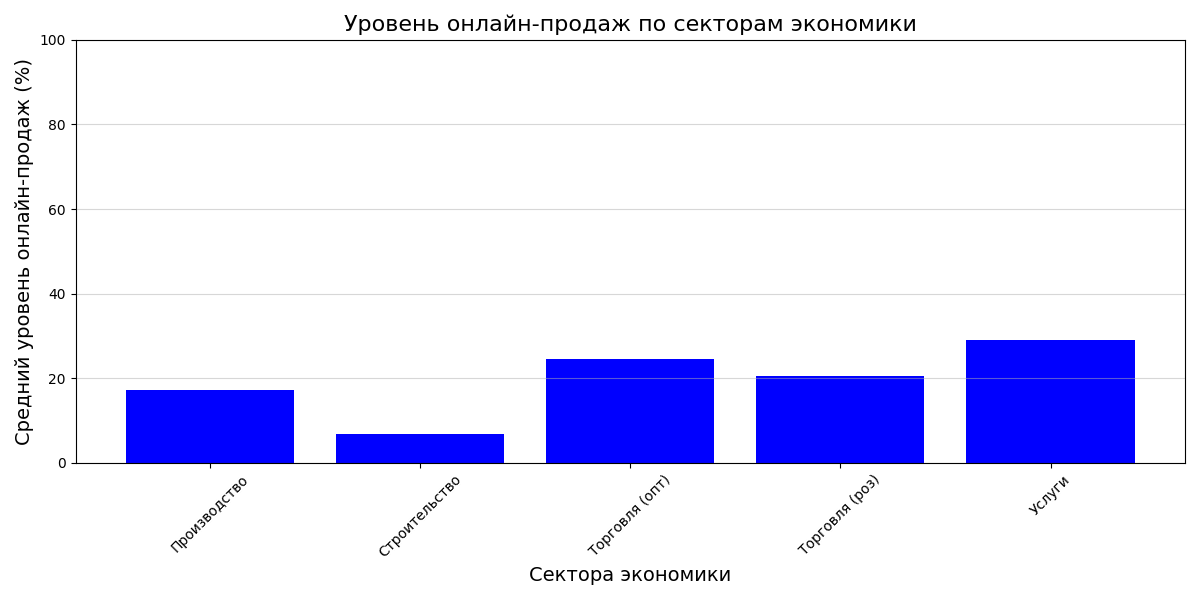 Уровень онлайн-продаж по секторам экономики
Средний уровень онлайн-продаж (%)
100
80
60
40
20
0
Производство
Строительство
Торговля (опт)
Торговля (роз)
Услуги
Сектора экономики